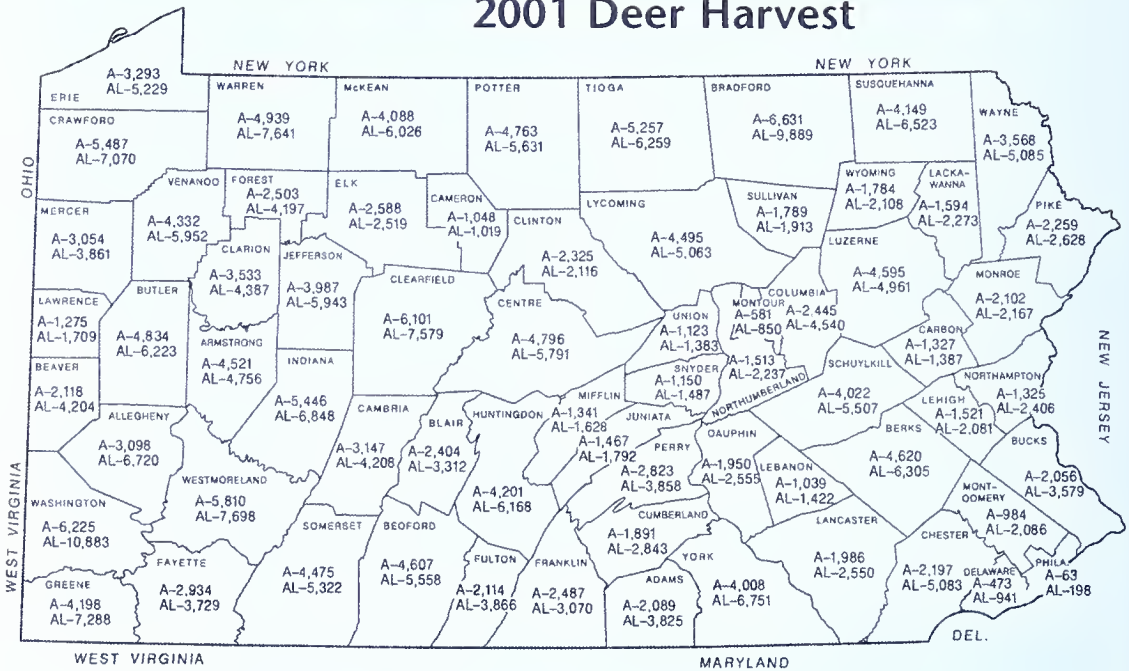 2001 Deer Harvest
NEW YORK
NEW YORK
ERIE
A-3,293
AL-5,229
CRAWFORD
A-5,487
AL-7,070
WARREN
A-4,939
AL-7,641
McKEAN
A-4,088
AL-6,026
POTTER
A-4,763
AL-5,631
TIOGA
A-5,257
AL-6,259
BRADFORD
A-6,631
AL-9,889
SUSQUEHANNA
A-4,149
AL-6,523
WAYNE
A-3,568
AL-5,085
OHIO
MERCER
A-3,054
AL-3,861
VENANOO
A-4,332
AL-5,952
FOREST
A-2,503
AL-4,197
ELK
A-2,588
AL-2,519
CAMERON
A-1,048
AL-1,019
CLINTON
A-2,325
AL-2,116
LYCOMING
A-4,495
AL-5,063
SULLIVAN
A-1,789
AL-1,913
WYOMING
A-1,784
AL-2,108
LACKA-
WANNA
A-1,594
AL-2,273
PIKE
A-2,259
AL-2,628
CLARION
A-3,533
AL-4,387
JEFFERSON
A-3,987
AL-5,943
CLEARFIELD
A-6,101
AL-7,579
CENTRE
A-4,796
AL-5,791
LUZERNE
A-4,595
AL-4,961
MONROE
A-2,102
AL-2,167
LAWRENCE
A-1,275
AL-1,709
BUTLER
A-4,834
AL-6,223
ARMSTRONG
A-4,521
AL-4,756
INDIANA
A-5,446
AL-6,848
UNION
A-1,123
AL-1,383
MONTOUR
A-581
AL-850
COLUMBIA
A-2,445
AL-4,540
CARBON
A-1,327
AL-1,387
BEAVER
A-2,118
AL-4,204
SNYDER
A-1,150
AL-1,487
A-1,513
AL-2,237
NORTHUMBERLAND
SCHUYLKILL
A-4,022
AL-5,507
NORTHAMPTON
A-1,325
AL-2,406
LEHIGH
A-1,521
AL-2,081
NEW JERSEY
ALLEGHENY
A-3,098
AL-6,720
CAMBRIA
A-3,147
AL-4,208
BLAIR
A-2,404
AL-3,312
HUNTINGDON
A-4,201
AL-6,168
MIFFLIN
A-1,341
AL-1,628
JUNIATA
A-1,467
AL-1,792
PERRY
A-2,823
AL-3,858
OAUPHIN
A-1,950
AL-2,555
LEBANON
A-1,039
AL-1,422
BERKS
A-4,620
AL-6,305
BUCKS
A-2,056
AL-3,579
WESTMORELAND
A-5,810
AL-7,698
WASHINGTON
A-6,225
AL-10,883
WEST VIRGINIA
SOMERSET
A-4,475
AL-5,322
BEOFORD
A-4,607
AL-5,558
CUMBERLAND
A-1,891
AL-2,843
LANCASTER
A-1,986
AL-2,550
MONT-
OOMERY
A-984
AL-2,086
CHESTER
A-2,197
AL-5,083
DELAWARE
A-473
AL-941
PHILA.
A-63
AL-198
GREENE
A-4,198
AL-7,288
FAYETTE
A-2,934
AL-3,729
FULTON
A-2,114
AL-3,866
FRANKLIN
A-2,487
AL-3,070
ADAMS
A-2,089
AL-3,825
YORK
A-4,008
AL-6,751
DEL.
WEST VIRGINIA
MARYLAND